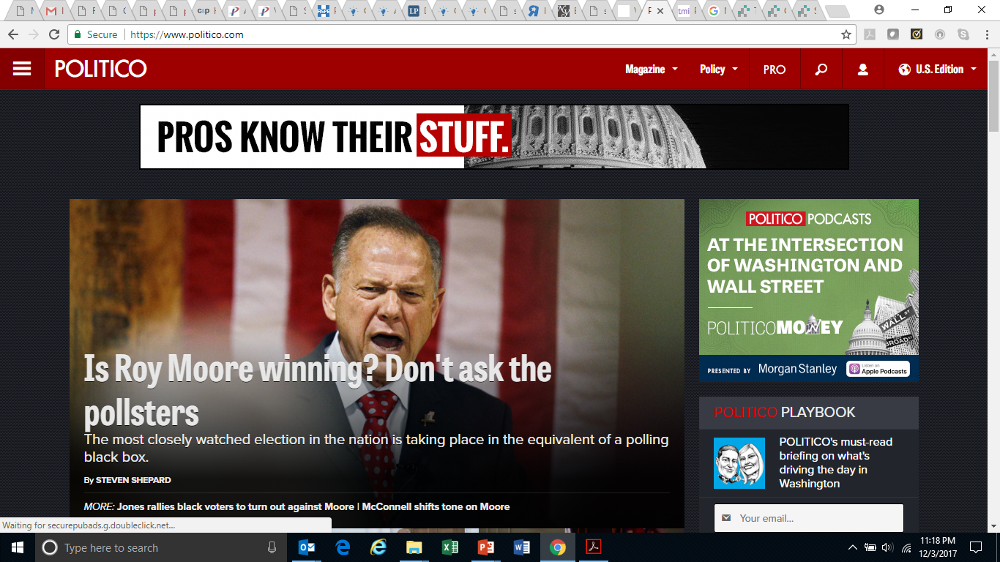 Secure
https://www.politico.com
POLITICO
Magazine
Policy
PRO
U.S. Edition
PROS KNOW THEIR STUFF.
Is Roy Moore winning? Don't ask the
pollsters
The most closely watched election in the nation is taking place in the equivalent of a polling
black box.
By STEVEN SHEPARD
MORE: Jones rallies black voters to turn out against Moore | McConnell shifts tone on Moore
POLITICO PODCASTS
AT THE INTERSECTION
OF WASHINGTON AND
WALL STREET
POLITICO MONEY
WALL ST
BROAD
PRESENTED BY Morgan Stanley
Listen on
Apple Podcasts
POLITICO PLAYBOOK
POLITICO's must-read
briefing on what's
driving the day in
Washington
Your email...
Waiting for securepubads.g.doubleclick.net...
Type here to search
11:18 PM
12/3/2017